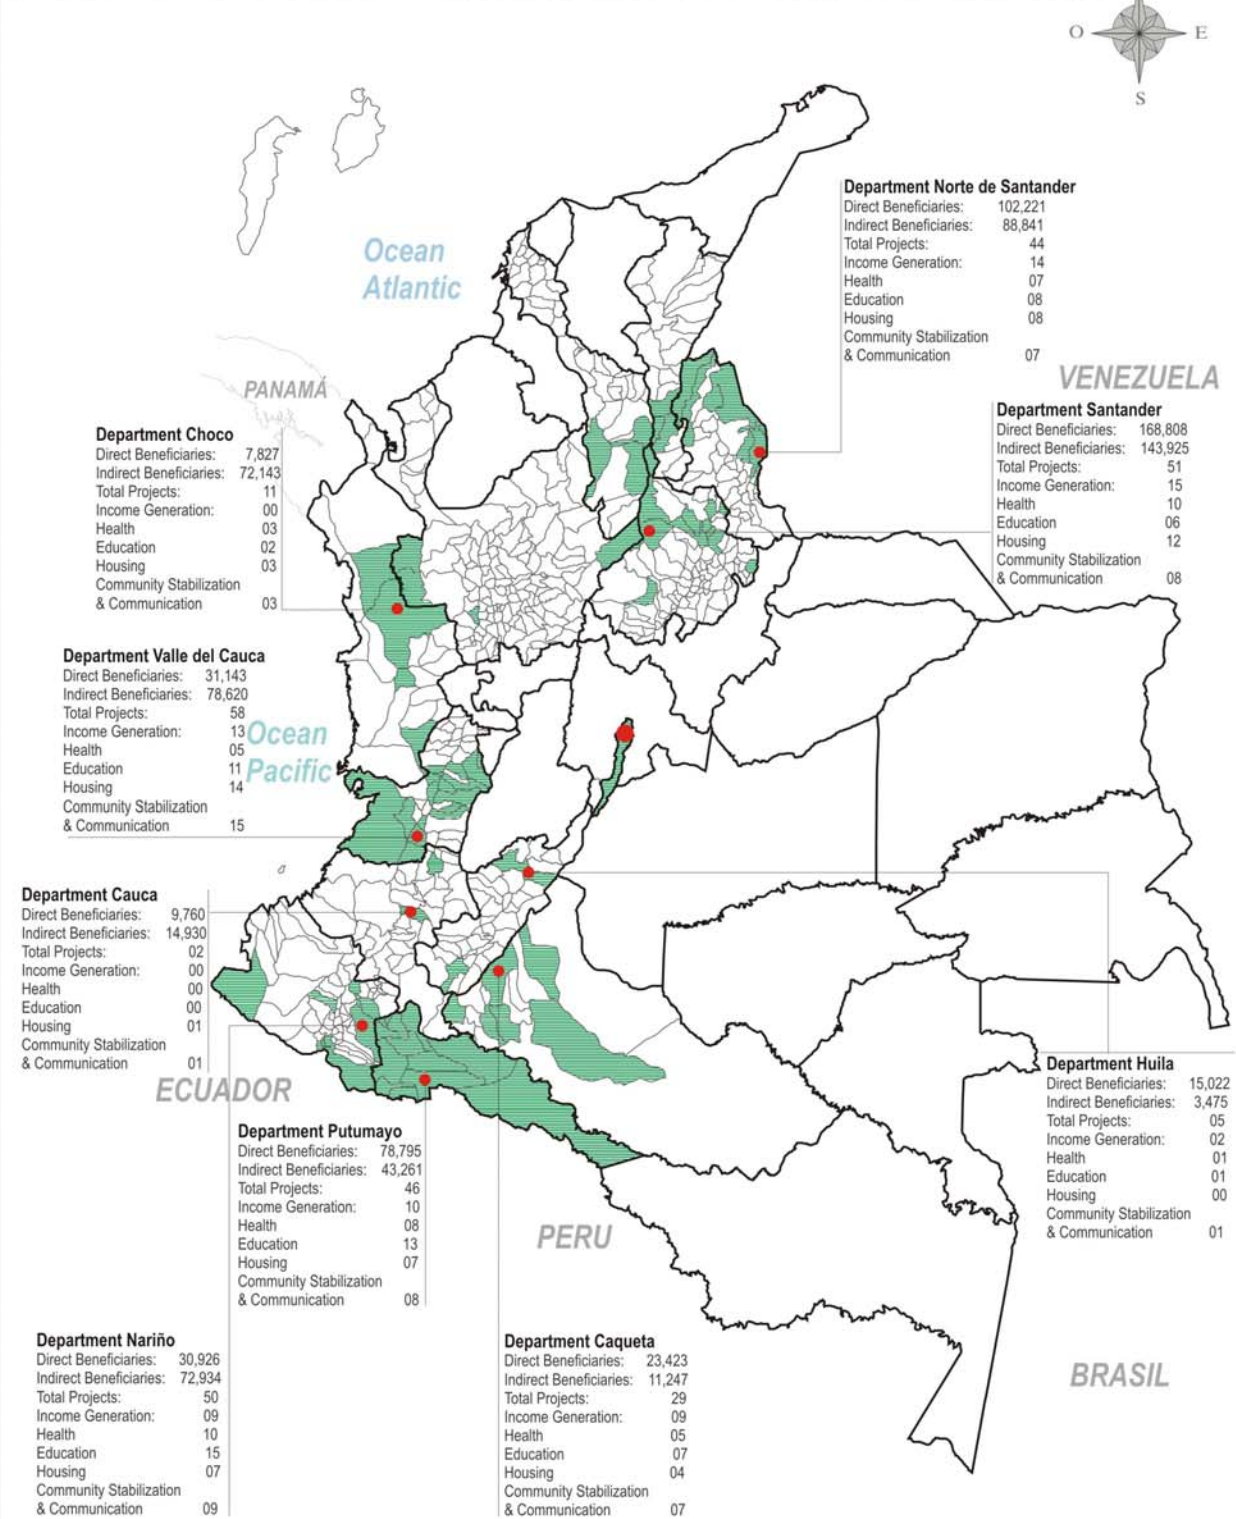 O E
S
Department Norte de Santander
Direct Beneficiaries: 102,221
Indirect Beneficiaries: 88,841
Total Projects: 44
Income Generation: 14
Health 07
Education 08
Housing 08
Community Stabilization
& Communication 07
Ocean
Atlantic
PANAMÁ
VENEZUELA
Department Santander
Direct Beneficiaries: 168,808
Indirect Beneficiaries: 143,925
Total Projects: 51
Income Generation: 15
Health 10
Education 06
Housing 12
Community Stabilization
& Communication 08
Department Choco
Direct Beneficiaries: 7,827
Indirect Beneficiaries: 72,143
Total Projects: 11
Income Generation: 00
Health 03
Education 02
Housing 03
Community Stabilization
& Communication 03
Department Valle del Cauca
Direct Beneficiaries: 31,143
Indirect Beneficiaries: 78,620
Total Projects: 58
Income Generation: 13
Health 05
Education 11
Housing 14
Community Stabilization
& Communication 15
Ocean
Pacific
Department Cauca
Direct Beneficiaries: 9,760
Indirect Beneficiaries: 14,930
Total Projects: 02
Income Generation: 00
Health 00
Education 00
Housing 01
Community Stabilization
& Communication 01
ECUADOR
Department Huila
Direct Beneficiaries: 15,022
Indirect Beneficiaries: 3,475
Total Projects: 05
Income Generation: 02
Health 01
Education 01
Housing 00
Community Stabilization
& Communication 01
Department Putumayo
Direct Beneficiaries: 78,795
Indirect Beneficiaries: 43,261
Total Projects: 46
Income Generation: 10
Health 08
Education 13
Housing 07
Community Stabilization
& Communication 08
PERU
Department Nariño
Direct Beneficiaries: 30,926
Indirect Beneficiaries: 72,934
Total Projects: 50
Income Generation: 09
Health 10
Education 15
Housing 07
Community Stabilization
& Communication 09
Department Caqueta
Direct Beneficiaries: 23,423
Indirect Beneficiaries: 11,247
Total Projects: 29
Income Generation: 09
Health 05
Education 07
Housing 04
Community Stabilization
& Communication 07
BRASIL